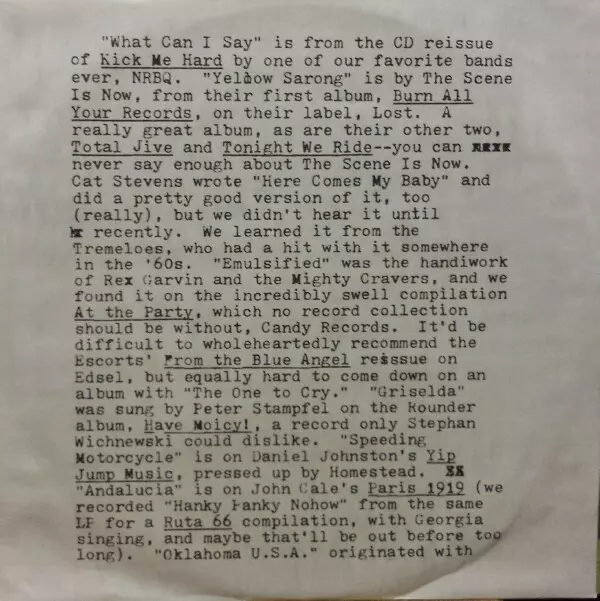 "What Can I Say" is from the CD reissue
of Kick Me Hard by one of our favorite bands
ever, NRBQ. "Yellow Sarong" is by The Scene
Is Now, from their first album, Burn All
Your Records, on their label, Lost. A
really great album, as are their other two,
Total Jive and Tonight We Ride--you can
never say enough about The Scene Is Now.
Cat Stevens wrote "Here Comes My Baby" and
did a pretty good version of it, too
(really), but we didn't hear it until
recently. We learned it from the
Tremeloes, who had a hit with it somewhere
in the '60s. "Emulsified" was the handiwork
of Rex Garvin and the Mighty Cravers, and we
found it on the incredibly swell compilation
At the Party, which no record collection
should be without, Candy Records. It'd be
difficult to wholeheartedly recommend the
Escorts' From the Blue Angel reissue on
Edsel, but equally hard to come down on an
album with "The One to Cry." "Griselda"
was sung by Peter Stampfel on the Rounder
album, Have Moicy!, a record only Stephan
Wichnewski could dislike. "Speeding
Motorcycle" is on Daniel Johnston's Yip
Jump Music, pressed up by Homestead.
"Andalucia" is on John Cale's Paris 1919 (we
recorded "Hanky Panky Nohow" from the same
LP for a Ruta 66 compilation, with Georgia
singing, and maybe that'll be out before too
long). "Oklahoma U.S.A." originated with